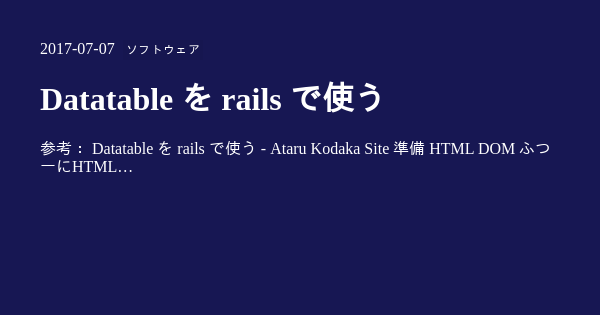 2017-07-07 ソフトウェア
Datatable を rails で使う
参考： Datatable を rails で使う - Ataru Kodaka Site 準備 HTML DOM ふつ
ーにHTML…